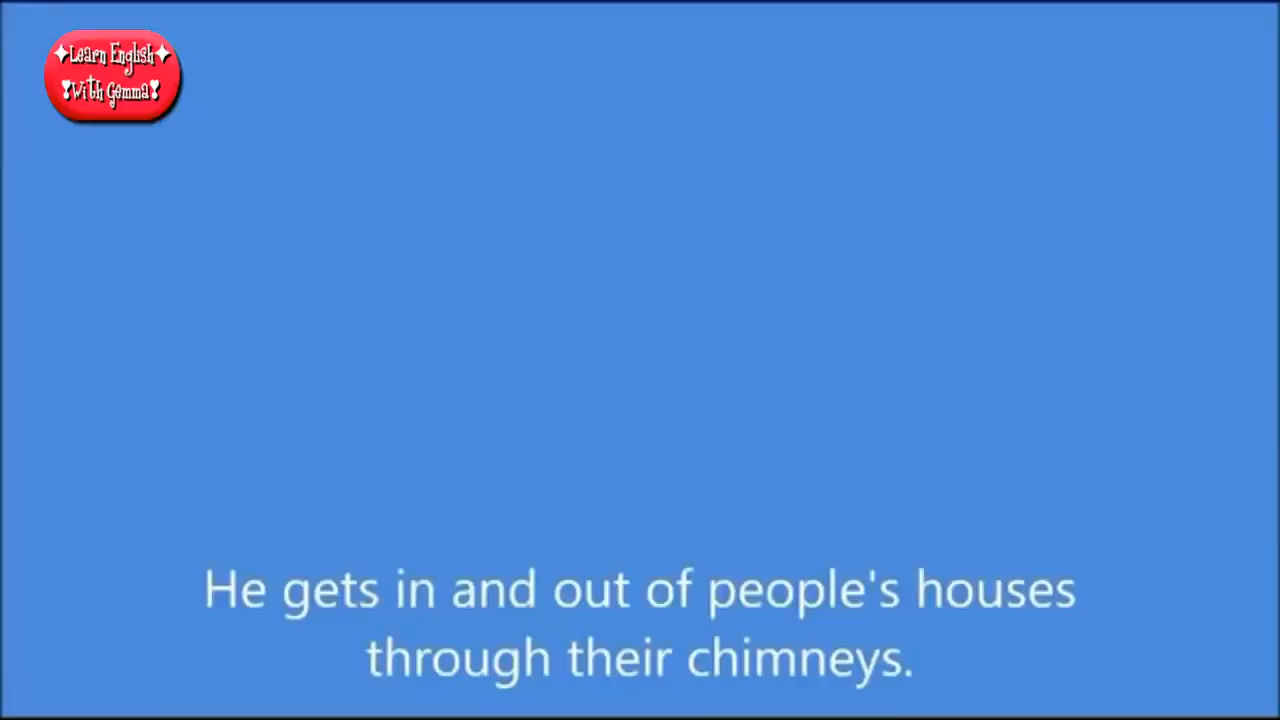 ✦Learn English✦
❣With Gemma❣
He gets in and out of people's houses
through their chimneys.